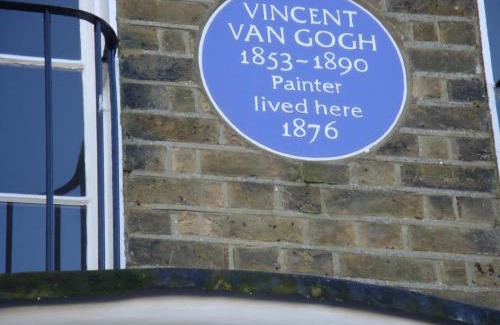 VINCENT
VAN GOGH
1853-1890
Painter
lived here
1876